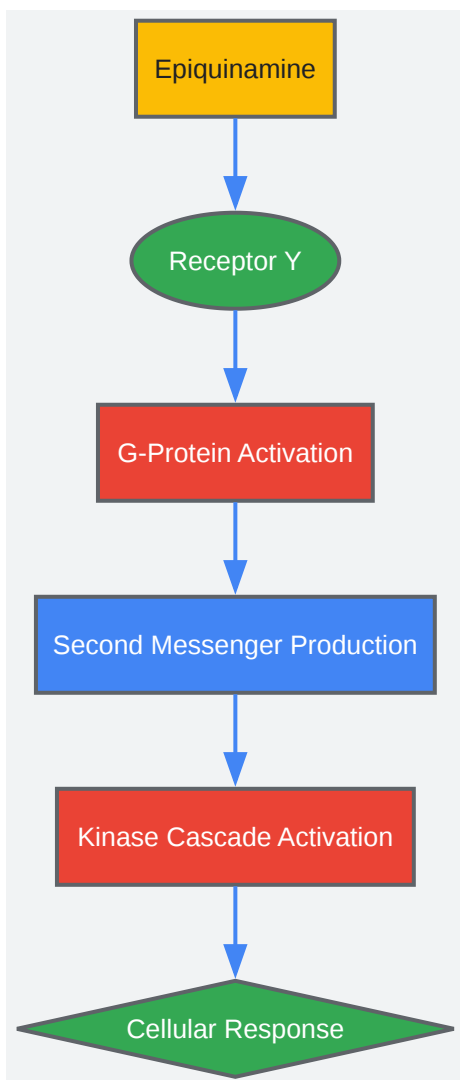 Epiquinamine
Receptor Y
G-Protein Activation
Second Messenger Production
Kinase Cascade Activation
Cellular Response